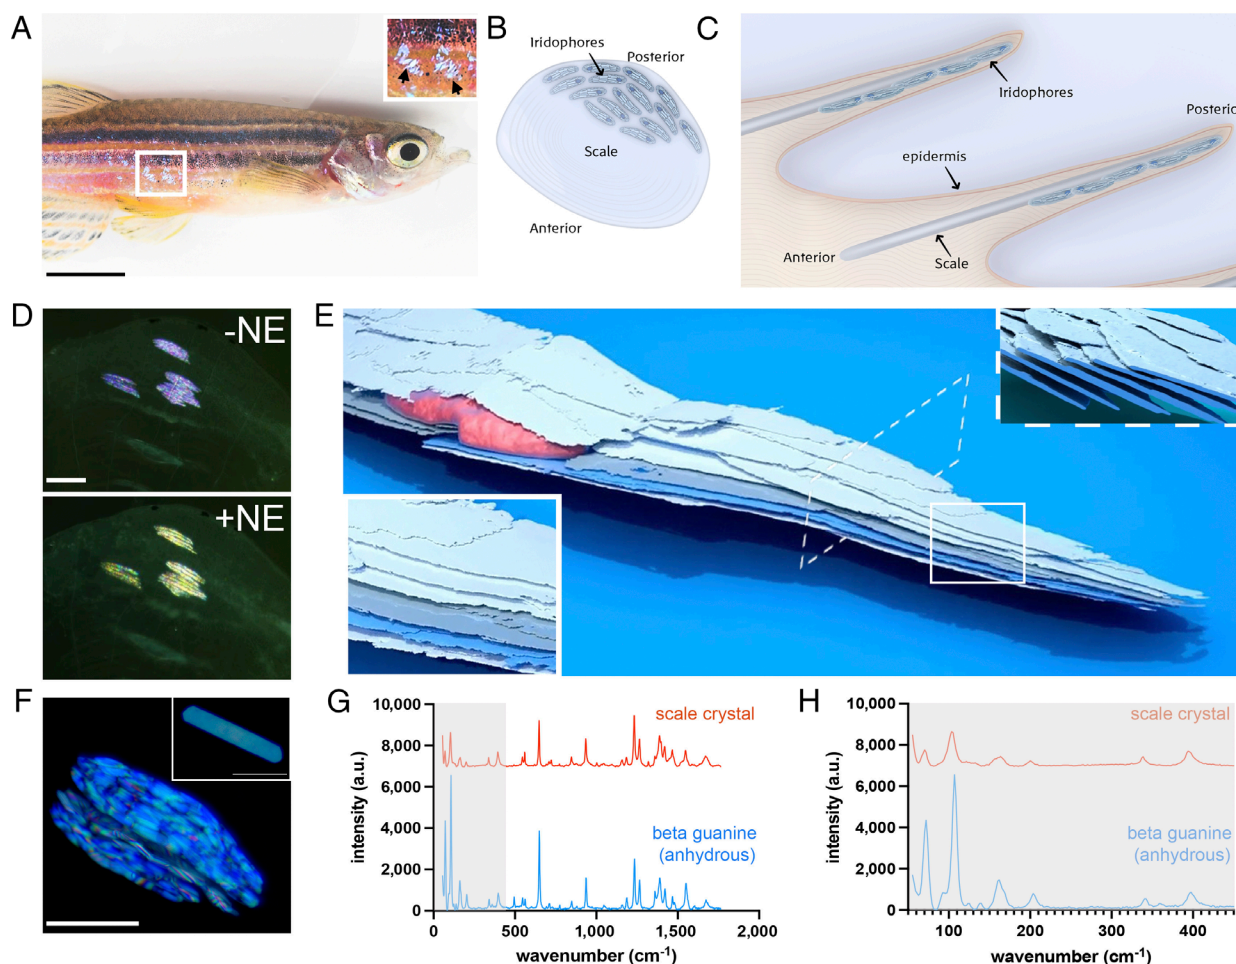 A
B
Iridophores
Posterior
Scale
Anterior
C
Iridophores
Posterio
epidermis
Anterior
Scale
D
-NE
+NE
E
F
G
10,000
8,000
6,000
4,000
2,000
0
intensity (a.u.)
scale crystal
beta guanine
(anhydrous)
0
500
1,000
1,500
2,000
wavenumber (cm-1)
H
10,000
8,000
6,000
4,000
2,000
0
intensity (a.u.)
scale crystal
beta guanine
(anhydrous)
100
200
300
400
wavenumber (cm-1)